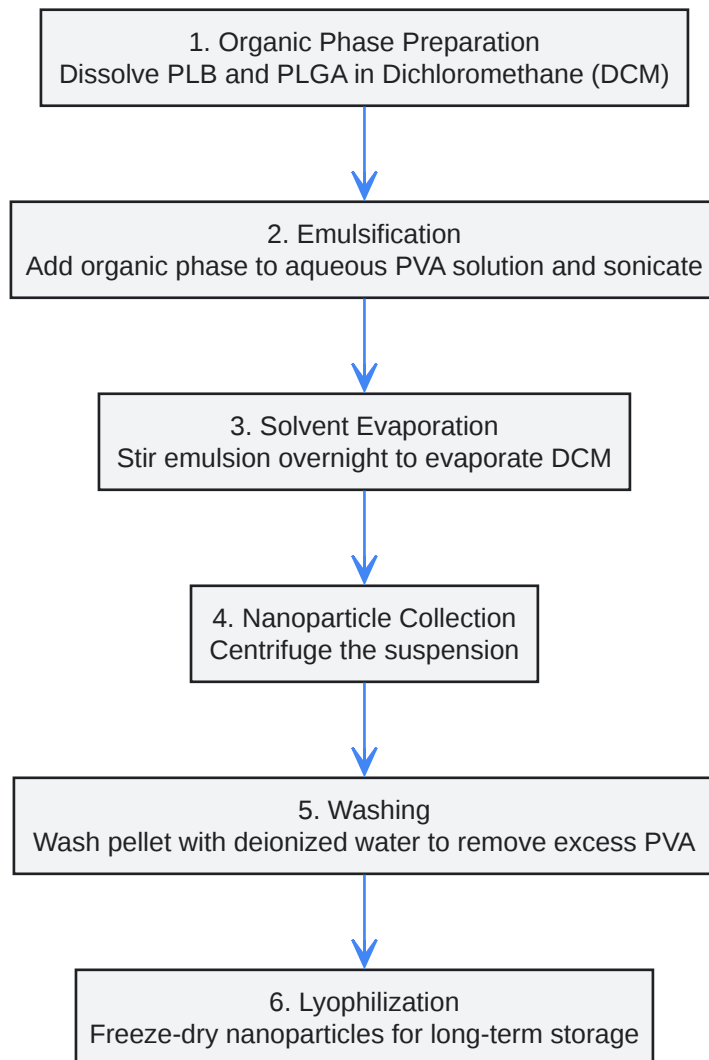 1. Organic Phase Preparation
Dissolve PLB and PLGA in Dichloromethane (DCM)
2. Emulsification
Add organic phase to aqueous PVA solution and sonicate
3. Solvent Evaporation
Stir emulsion overnight to evaporate DCM
4. Nanoparticle Collection
Centrifuge the suspension
5. Washing
Wash pellet with deionized water to remove excess PVA
6. Lyophilization
Freeze-dry nanoparticles for long-term storage